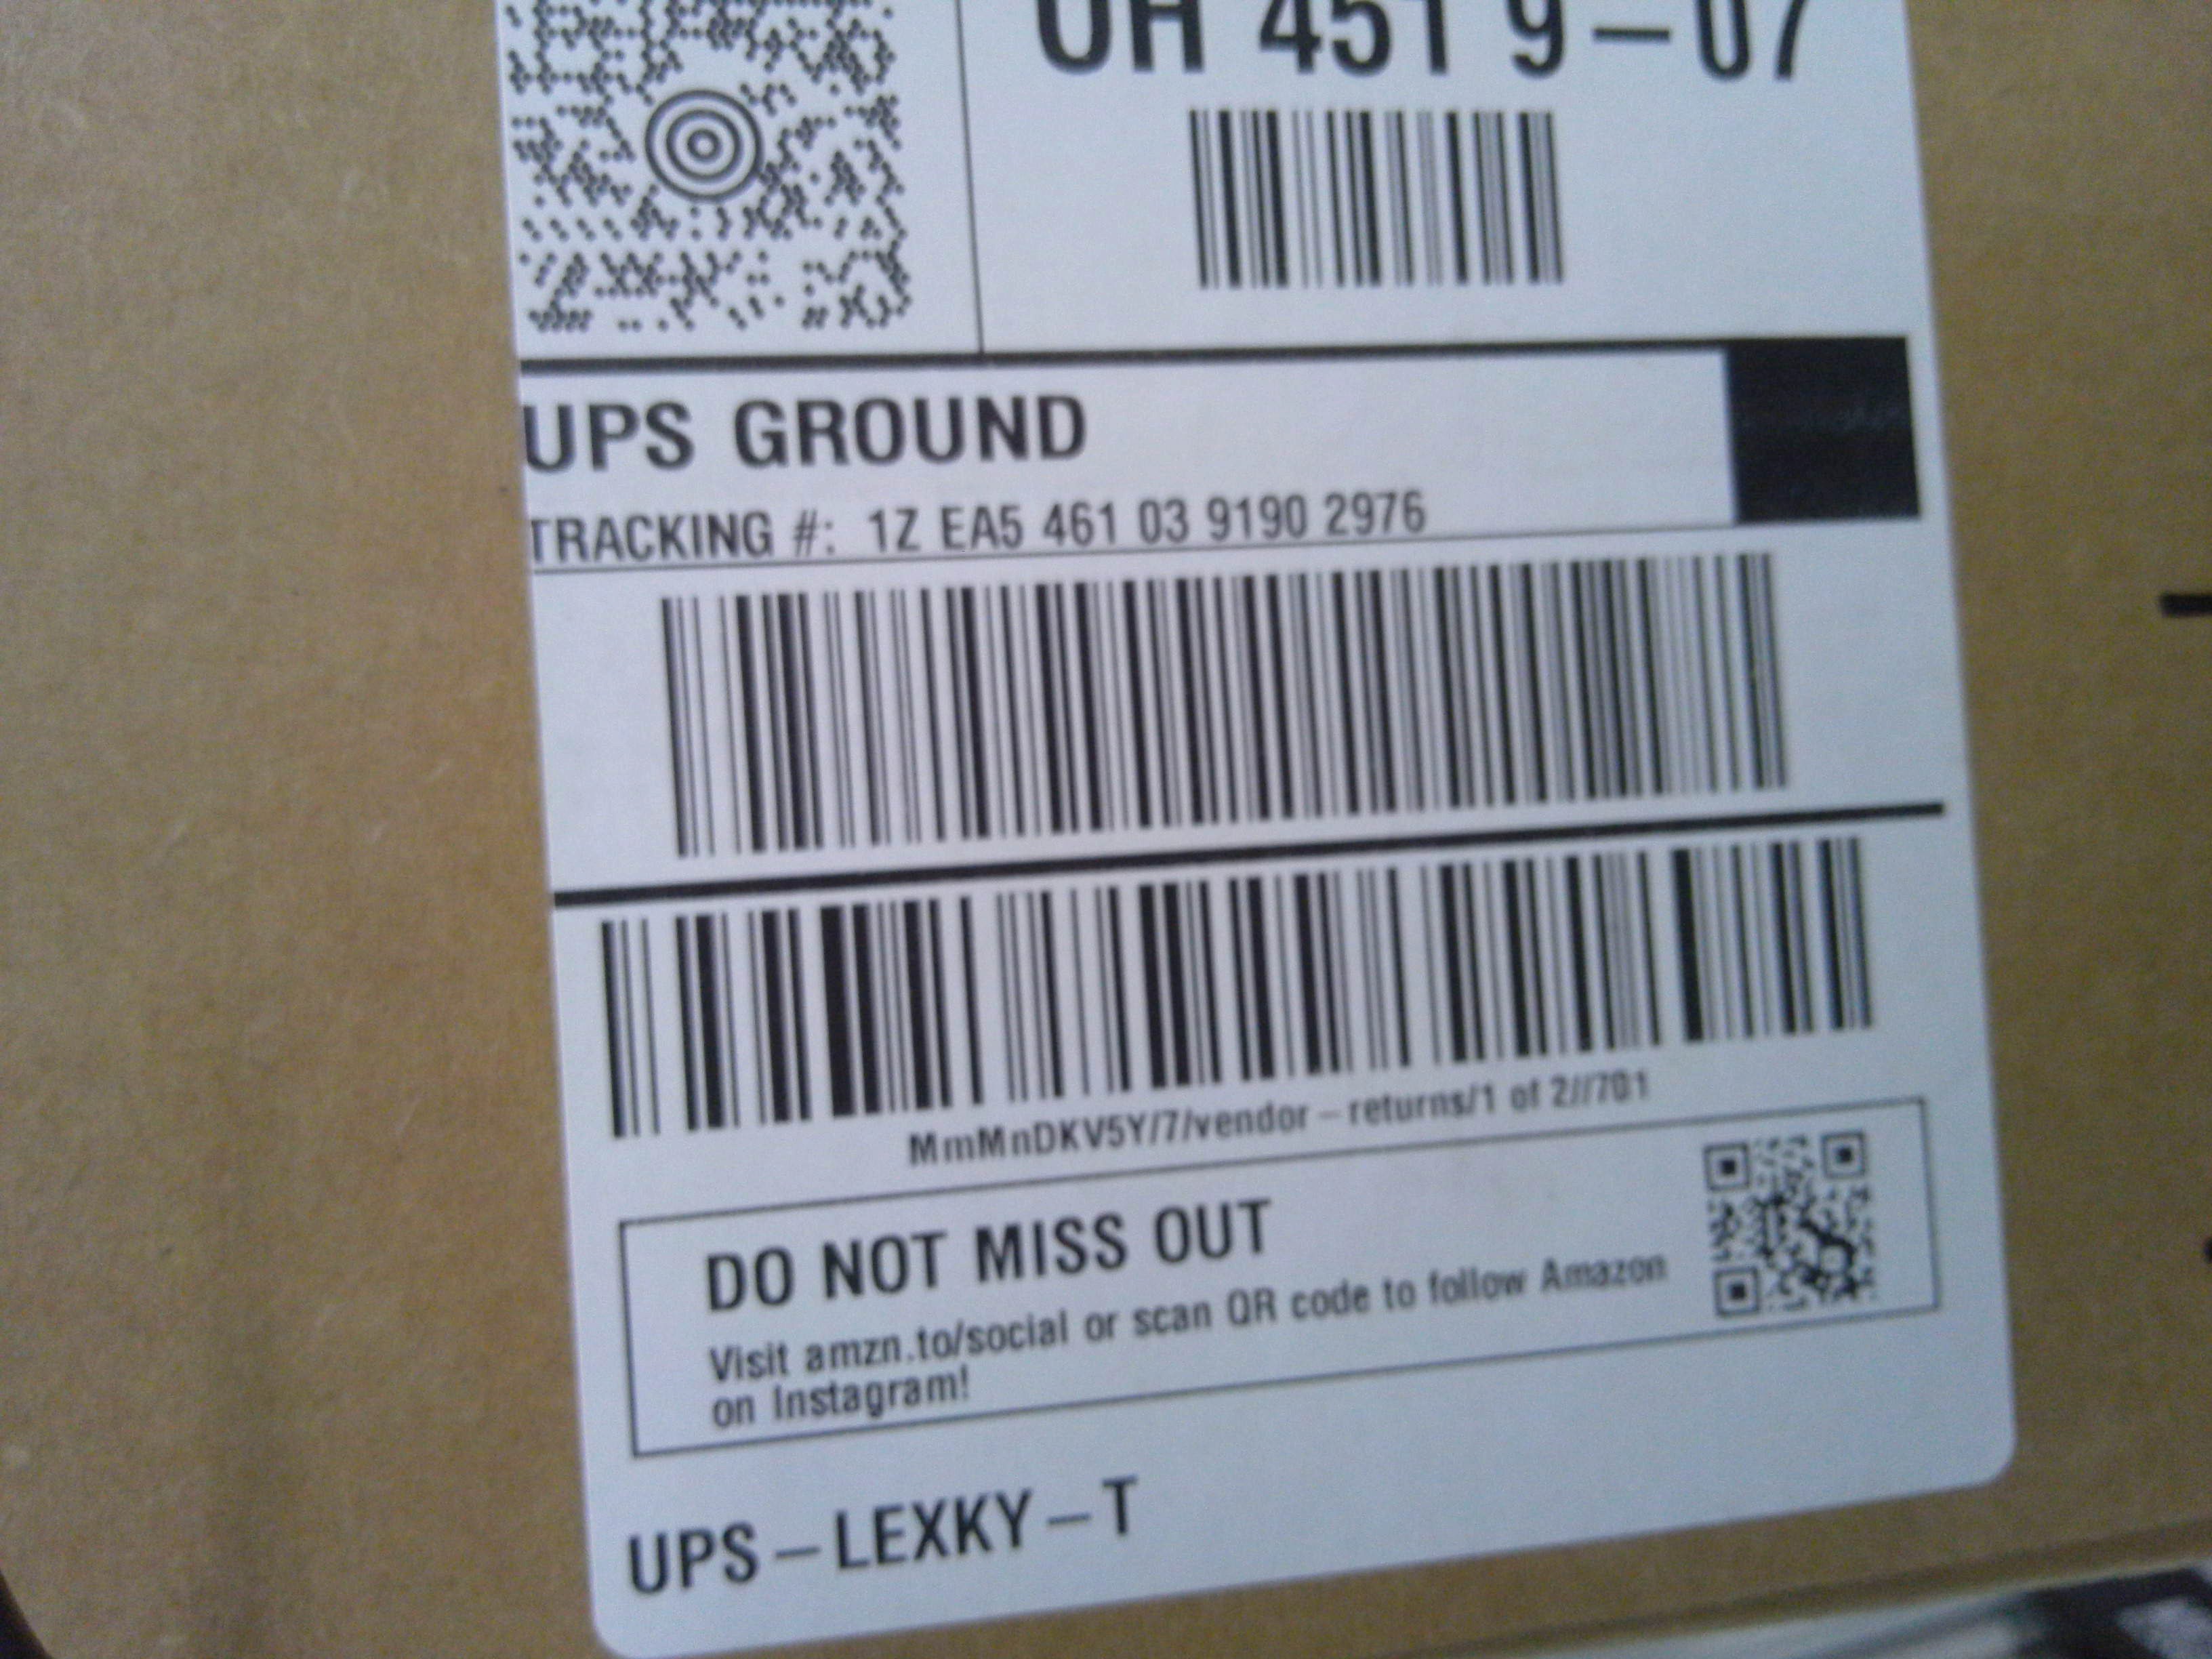 OH 451 9-07
UPS GROUND
TRACKING #: 1Z EA5 461 03 9190 2976
MmMnDKV5Y/7/vendor-returns/1 of 2//701
DO NOT MISS OUT
Visit amzn.to/social or scan QR code to follow Amazon
on Instagram!
UPS-LEXKY-T